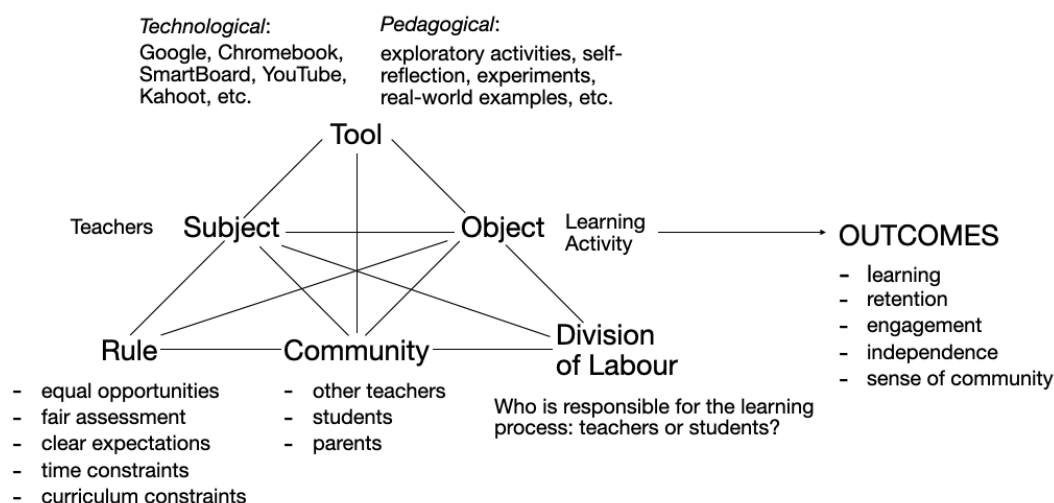 Technological:
Google, Chromebook,
SmartBoard, YouTube,
Kahoot, etc.
Pedagogical:
exploratory activities, self-
reflection, experiments,
real-world examples, etc.
Tool
Teachers
Subject
Object
Learning
Activity
OUTCOMES
- learning
- retention
- engagement
- independence
- sense of community
Rule
- equal opportunities
- fair assessment
- clear expectations
- time constraints
- curriculum constraints
Community
- other teachers
- students
- parents
Division
of Labour
Who is responsible for the learning
process: teachers or students?